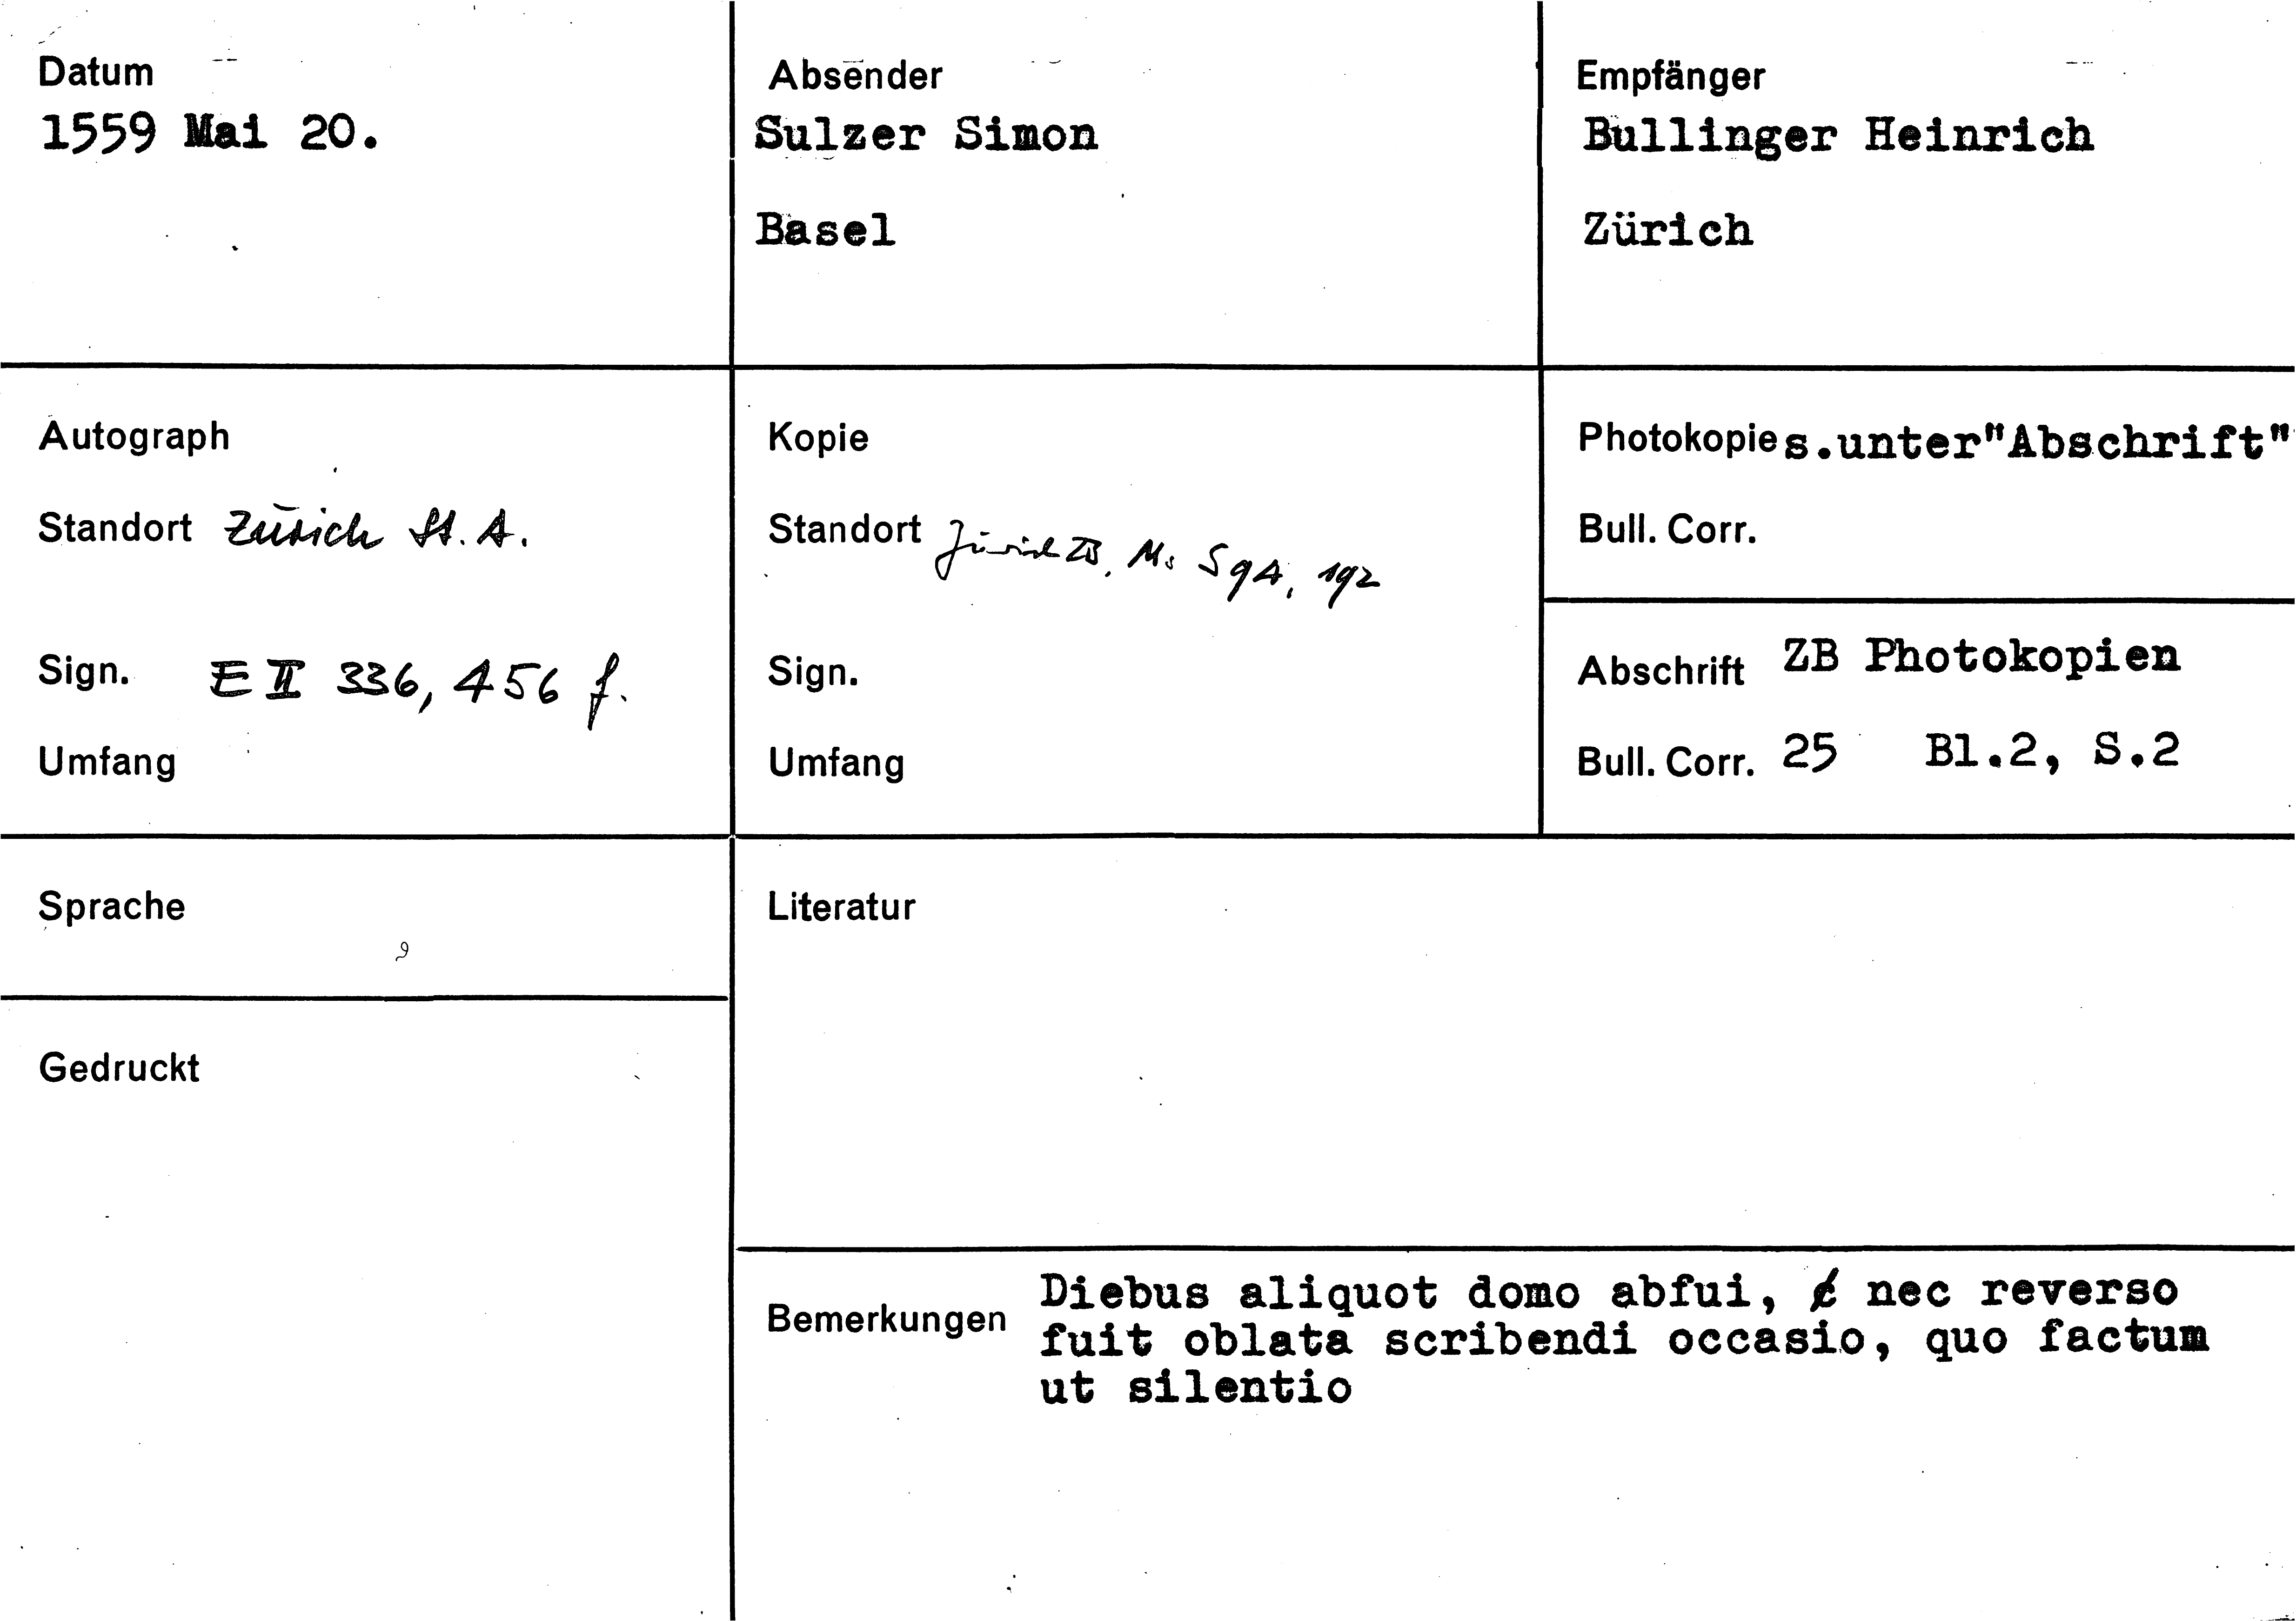 Datum
1559 Mai 20.
Absender
Sulzer Simon
Basel
Empfänger
Bullinger Heinrich
Zürich
Autograph
Standort Zürich St. A.
Sign. E II 336, 456 f.
Umfang
Kopie
Standort Zürich ZB, Ms S 94, 192
Sign.
Umfang
Photokopie s.unter"Abschrift"
Bull. Corr.
Abschrift ZB Photokopien
Bull. Corr. 25 Bl.2, S.2
Sprache
Gedruckt
Literatur
Bemerkungen
Diebus aliquot domo abfui, nec reverso
fuit oblata scribendi occasio, quo factum
ut silentio